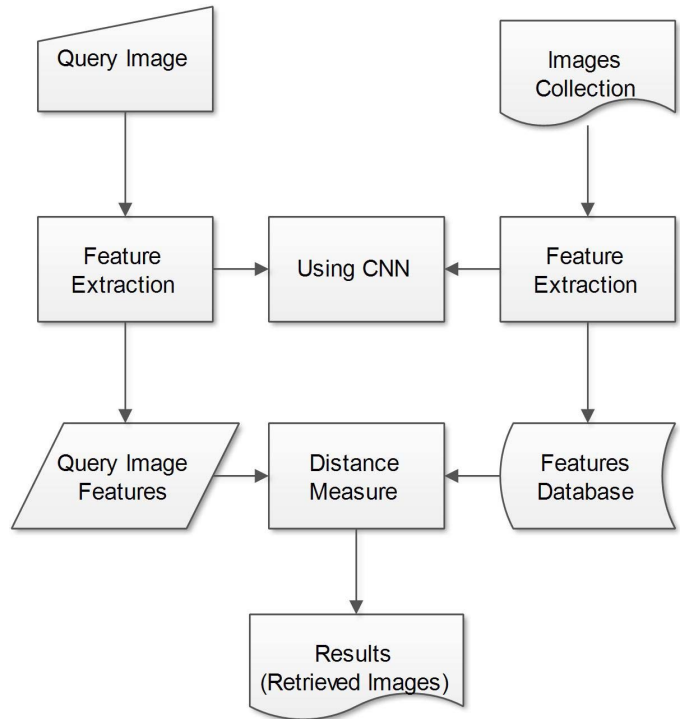 Query Image
Images
Collection
Feature
Extraction
Using CNN
Feature
Extraction
Query Image
Features
Distance
Measure
Features
Database
Results
(Retrieved Images)